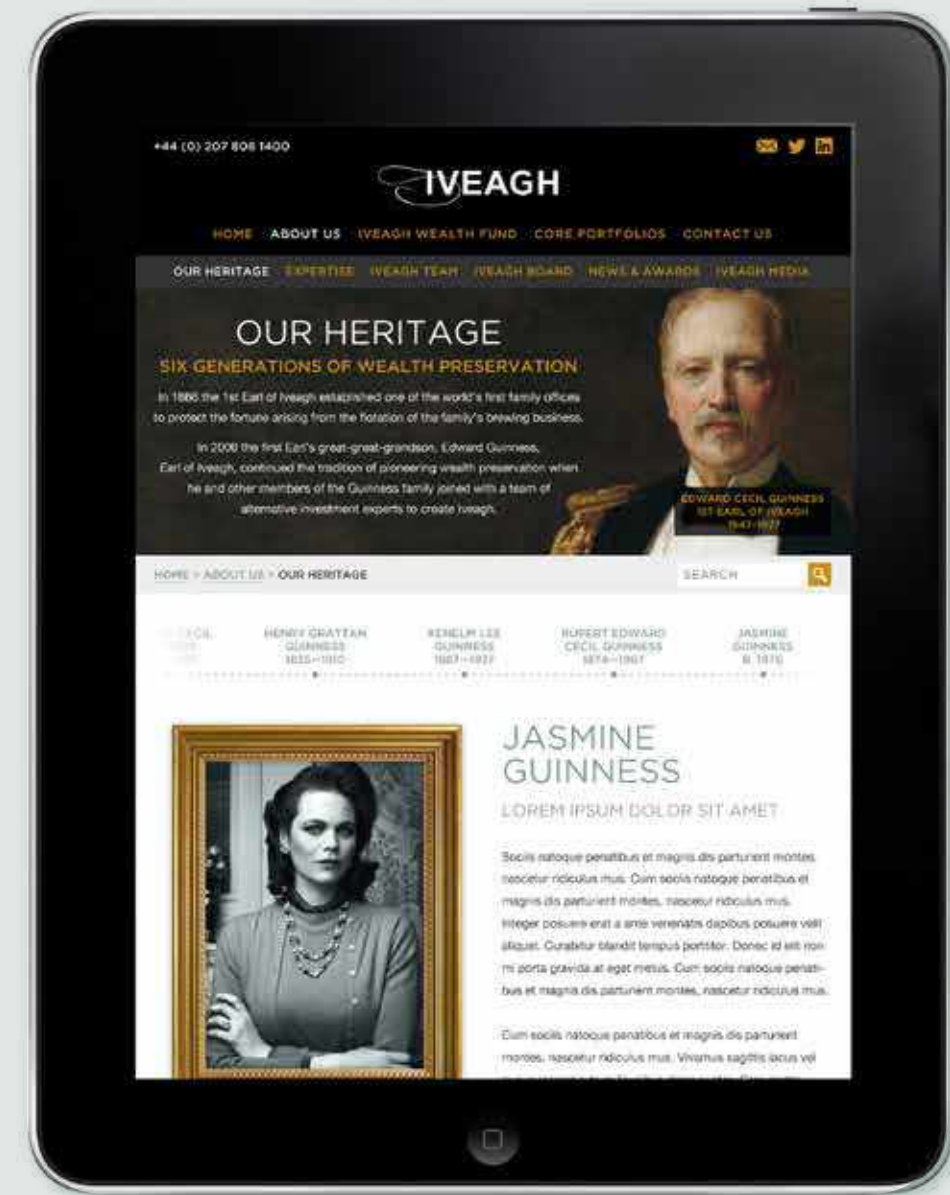 +44 (0) 207 808 1400
IVEAGH
HOME ABOUT US IVEAGH WEALTH FUND CORE PORTFOLIOS CONTACT US
OUR HERITAGE EXPERTISE IVEAGH TEAM IVEAGH BOARD NEWS & AWARDS IVEAGH MEDIA
OUR HERITAGE
SIX GENERATIONS OF WEALTH PRESERVATION
In 1886 the 1st Earl of Iveagh established one of the world's first family offices
to protect the fortune arising from the flotation of the family's brewing business.
In 2006 the first Earl's great-great-grandson, Edward Guinness,
Earl of Iveagh, continued the tradition of pioneering wealth preservation when
he and other members of the Guinness family joined with a team of
alternative investment experts to create Iveagh.
EDWARD CECIL GUINNESS
1ST EARL OF IVEAGH
1847-1927
HOME > ABOUT US > OUR HERITAGE
SEARCH
CECIL
HENRY GRATTAN
GUINNESS
1835—1910
KENELM LEE
GUINNESS
1887—1937
RUPERT EDWARD
CECIL GUINNESS
1874—1967
JASMINE
GUINNESS
B. 1976
JASMINE
GUINNESS
LOREM IPSUM DOLOR SIT AMET
Sociis natoque penatibus et magnis dis parturient montes,
nascetur ridiculus mus. Cum sociis natoque penatibus et
magnis dis parturient montes, nascetur ridiculus mus.
Integer posuere erat a ante venenatis dapibus posuere velit
aliquet. Curabitur blandit tempus porttitor. Donec id elit non
mi porta gravida at eget metus. Cum sociis natoque penati-
bus et magnis dis parturient montes, nascetur ridiculus mus.
Cum sociis natoque penatibus et magnis dis parturient
montes, nascetur ridiculus mus. Vivamus sagittis lacus vel